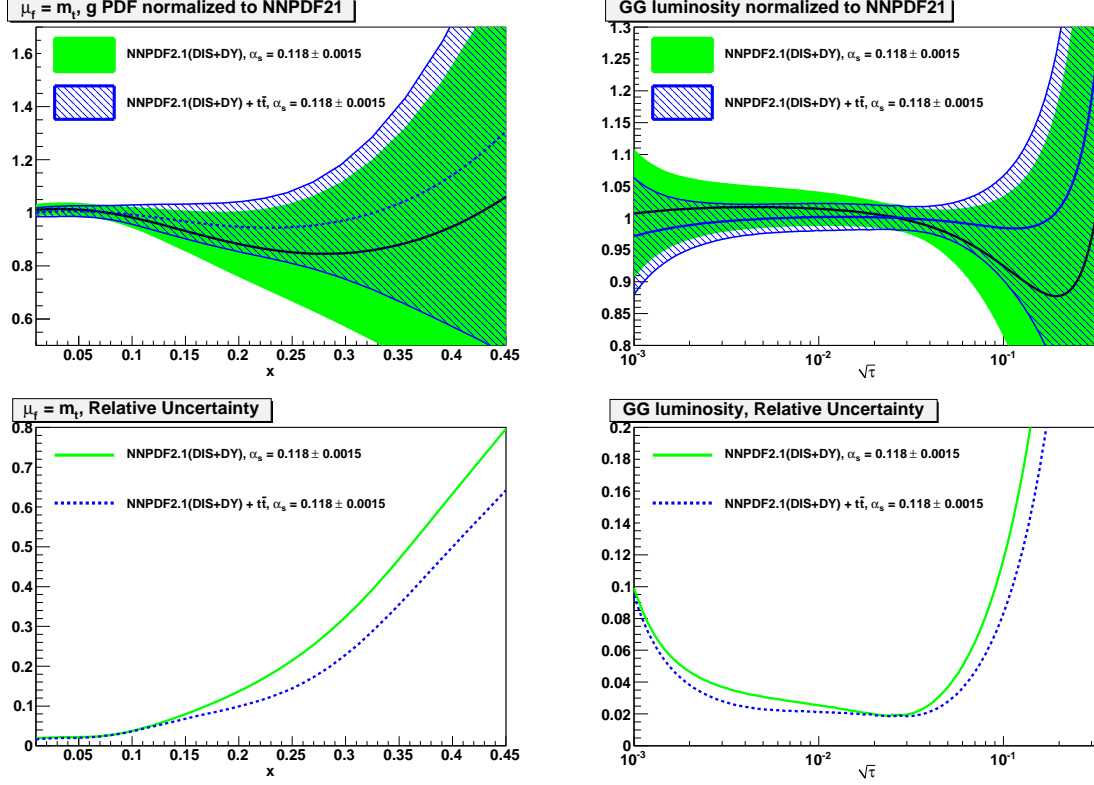 μf = mt, g PDF normalized to NNPDF21
NNPDF2.1(DIS+DY), αs = 0.118 ± 0.0015
NNPDF2.1(DIS+DY) + tt̄, αs = 0.118 ± 0.0015
1.6
1.4
1.2
1
0.8
0.6
0.05 0.1 0.15 0.2 0.25 0.3 0.35 0.4 0.45
x
GG luminosity normalized to NNPDF21
NNPDF2.1(DIS+DY), αs = 0.118 ± 0.0015
NNPDF2.1(DIS+DY) + tt̄, αs = 0.118 ± 0.0015
1.3
1.25
1.2
1.15
1.1
1.05
1
0.95
0.9
0.85
0.8
10⁻³ 10⁻² 10⁻¹
√τ
μf = mt, Relative Uncertainty
NNPDF2.1(DIS+DY), αs = 0.118 ± 0.0015
NNPDF2.1(DIS+DY) + tt̄, αs = 0.118 ± 0.0015
0.8
0.7
0.6
0.5
0.4
0.3
0.2
0.1
0
0.05 0.1 0.15 0.2 0.25 0.3 0.35 0.4 0.45
x
GG luminosity, Relative Uncertainty
NNPDF2.1(DIS+DY), αs = 0.118 ± 0.0015
NNPDF2.1(DIS+DY) + tt̄, αs = 0.118 ± 0.0015
0.2
0.18
0.16
0.14
0.12
0.1
0.08
0.06
0.04
0.02
0
10⁻³ 10⁻² 10⁻¹
√τ